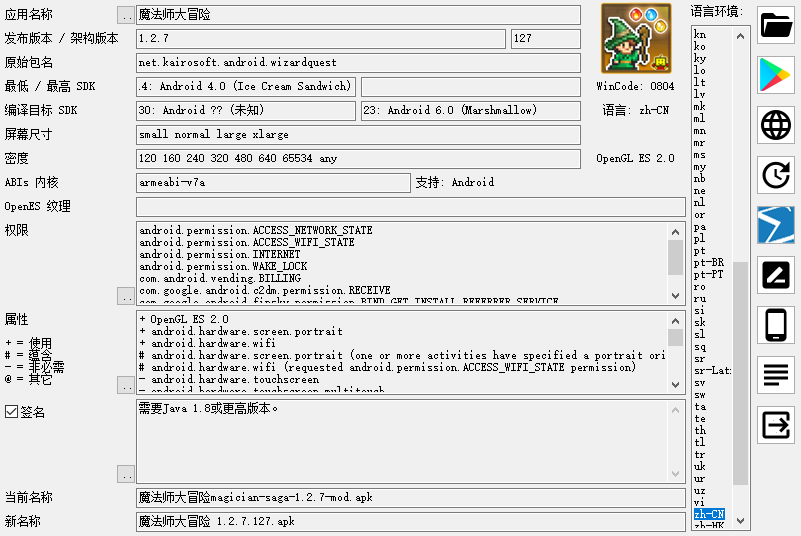 应用名称
..
魔法师大冒险
语言环境:
发布版本 / 架构版本
1.2.7
127
原始包名
net.kairosoft.android.wizardquest
最低 / 最高 SDK
.4: Android 4.0 (Ice Cream Sandwich)
WinCode: 0804
编译目标 SDK
30: Android ?? (未知)
23: Android 6.0 (Marshmallow)
语言: zh-CN
屏幕尺寸
small normal large xlarge
密度
120 160 240 320 480 640 65534 any
OpenGL ES 2.0
ABIs 内核
armeabi-v7a
支持: Android
OpenES 纹理
权限
android.permission.ACCESS_NETWORK_STATE
android.permission.ACCESS_WIFI_STATE
android.permission.INTERNET
android.permission.WAKE_LOCK
com.android.vending.BILLING
com.google.android.c2dm.permission.RECEIVE
com.google.android.finsky.permission.BIND_GET_INSTALL_REFERRER_SERVICE
..
属性
+ = 使用
# = 蕴含
- = 非必需
@ = 其它
+ OpenGL ES 2.0
+ android.hardware.screen.portrait
+ android.hardware.wifi
# android.hardware.screen.portrait (one or more activities have specified a portrait ori
# android.hardware.wifi (requested android.permission.ACCESS_WIFI_STATE permission)
- android.hardware.touchscreen
- android.hardware.touchscreen.multitouch
..
签名
需要Java 1.8或更高版本。
..
当前名称
魔法师大冒险magician-saga-1.2.7-mod.apk
新名称
魔法师大冒险 1.2.7.127.apk
kn
ko
ky
lo
lt
lv
mk
ml
mn
mr
ms
my
nb
ne
nl
or
pa
pl
pt
pt-BR
pt-PT
ro
ru
si
sk
sl
sq
sr
sr-Lat
sv
sw
ta
te
th
tl
tr
uk
ur
uz
vi
zh-CN
zh-HK